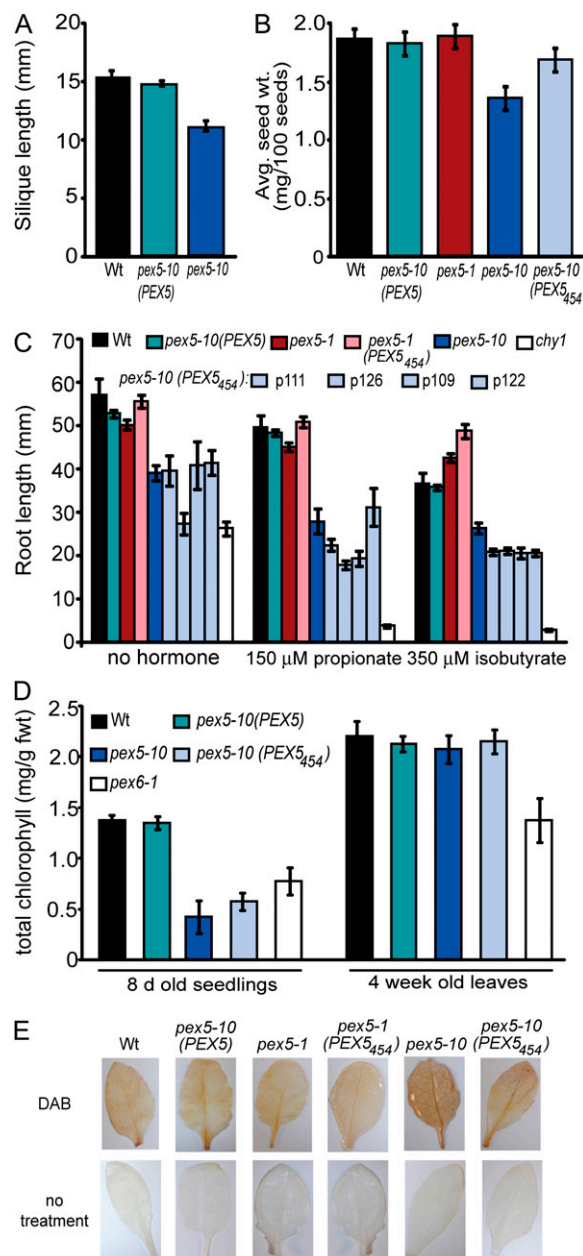 A
Silique length (mm)
20
15
10
5
0
Wt
pex5-10
(PEX5)
pex5-10
B
Avg. seed wt.
(mg/100 seeds)
2.0
1.5
1.0
0.5
0
Wt
pex5-10
(PEX5)
pex5-1
pex5-10
pex5-10
(PEX5454)
C
Root length (mm)
70
60
50
40
30
20
10
0
Wt pex5-10(PEX5) pex5-1 pex5-1 pex5-10 chy1
(PEX5454)
pex5-10 (PEX5454): p111 p126 p109 p122
no hormone 150 µM propionate 350 µM isobutyrate
D
total chlorophyll (mg/g fwt)
2.5
2.0
1.5
1.0
0.5
0
Wt pex5-10(PEX5)
pex5-10 pex5-10 (PEX5454)
pex6-1
8 d old seedlings 4 week old leaves
E
Wt
pex5-10
(PEX5)
pex5-1
pex5-1
(PEX5454)
pex5-10
pex5-10
(PEX5454)
DAB
no
treatment